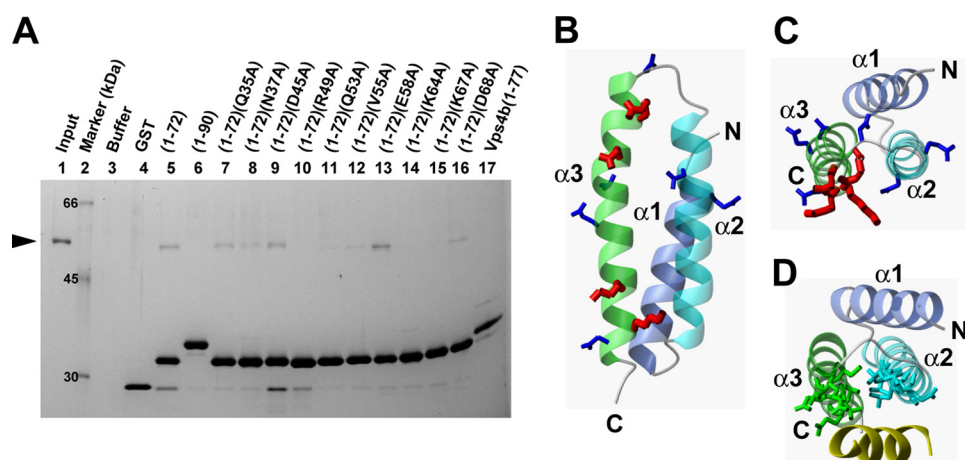 A
Input
Marker (kDa)
Buffer
GST
(1-72)
(1-90)
(1-72)(Q35A)
(1-72)(N37A)
(1-72)(D45A)
(1-72)(R49A)
(1-72)(Q53A)
(1-72)(V55A)
(1-72)(E58A)
(1-72)(K64A)
(1-72)(K67A)
(1-72)(D68A)
Vps4b(1-77)
1 2 3 4 5 6 7 8 9 10 11 12 13 14 15 16 17
66
45
30
B
N
α3
α1
α2
C
C
α1
N
α3
C
α2
D
α1
N
α2
α3
C